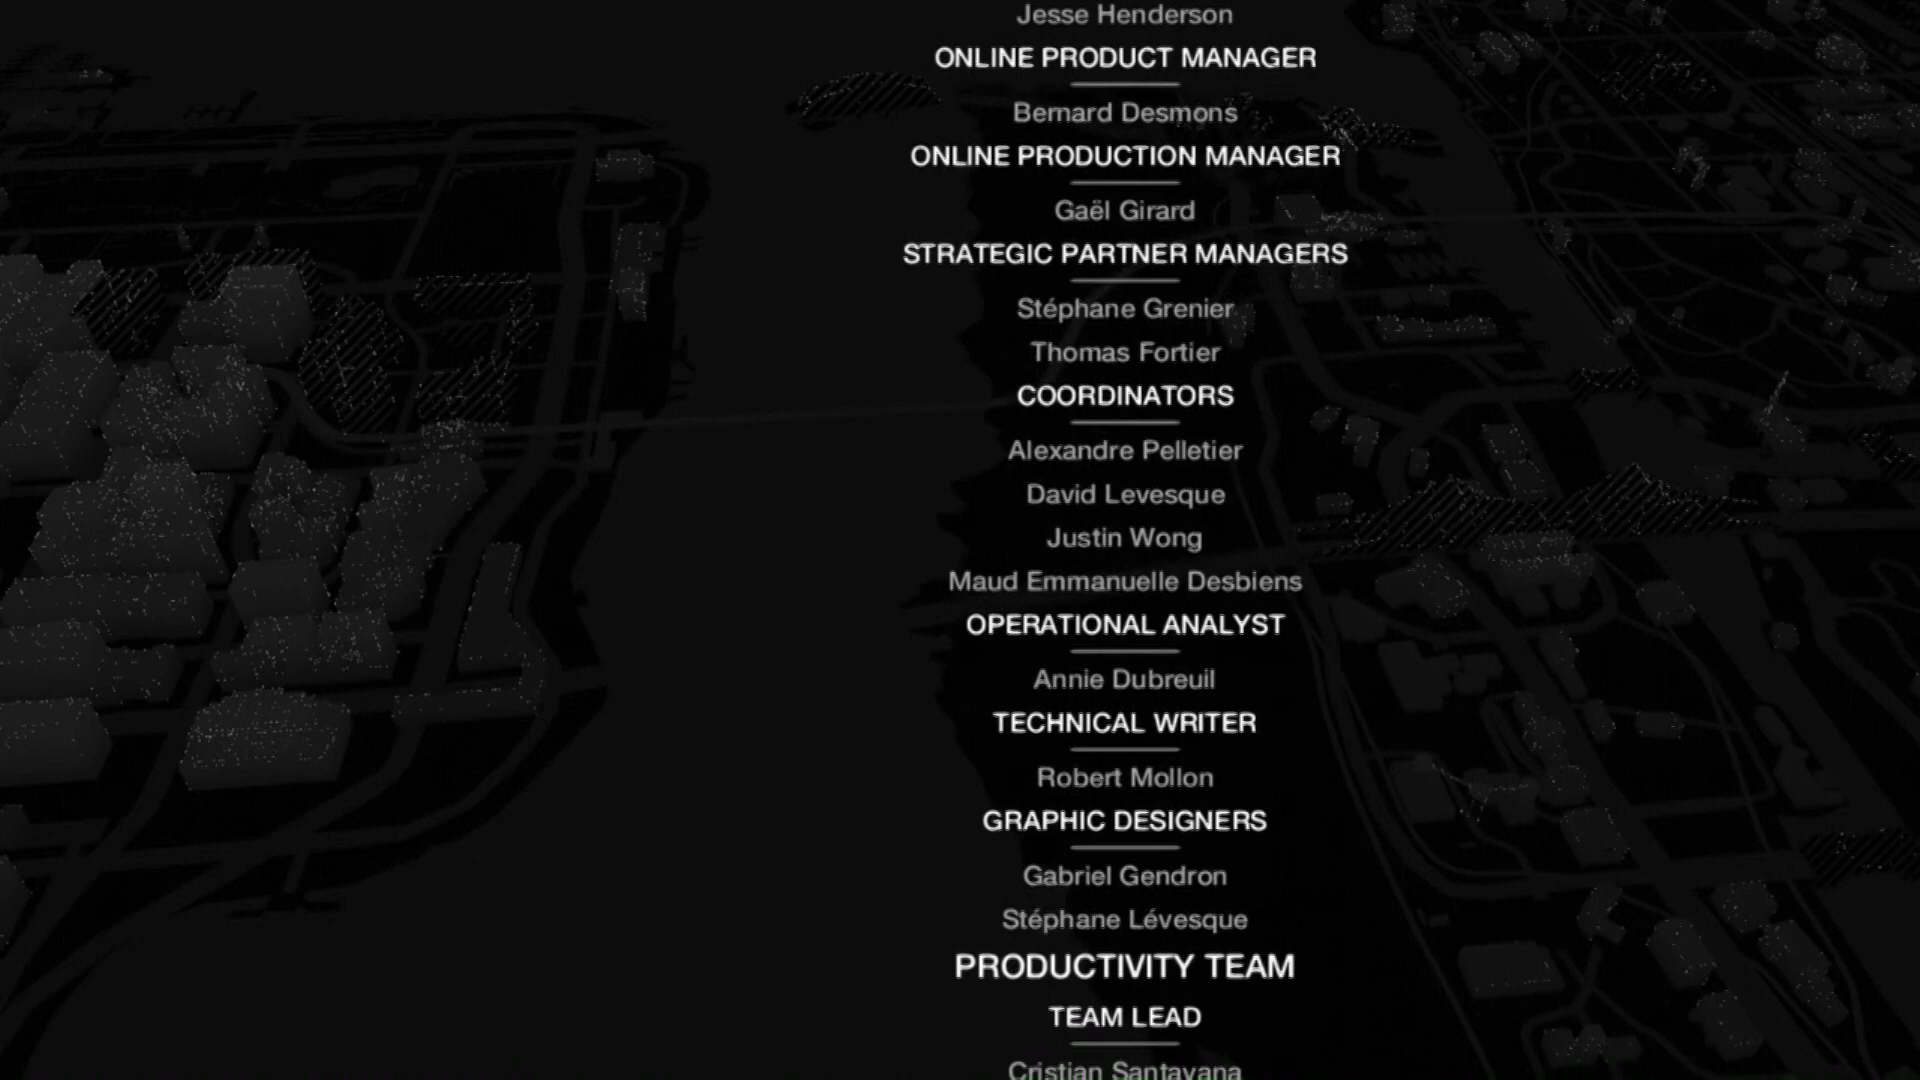 Jesse Henderson
ONLINE PRODUCT MANAGER
Bernard Desmons
ONLINE PRODUCTION MANAGER
Gaël Girard
STRATEGIC PARTNER MANAGERS
Stéphane Grenier
Thomas Fortier
COORDINATORS
Alexandre Pelletier
David Levesque
Justin Wong
Maud Emmanuelle Desbiens
OPERATIONAL ANALYST
Annie Dubreuil
TECHNICAL WRITER
Robert Mollon
GRAPHIC DESIGNERS
Gabriel Gendron
Stéphane Lévesque
PRODUCTIVITY TEAM
TEAM LEAD
Cristian Santayana